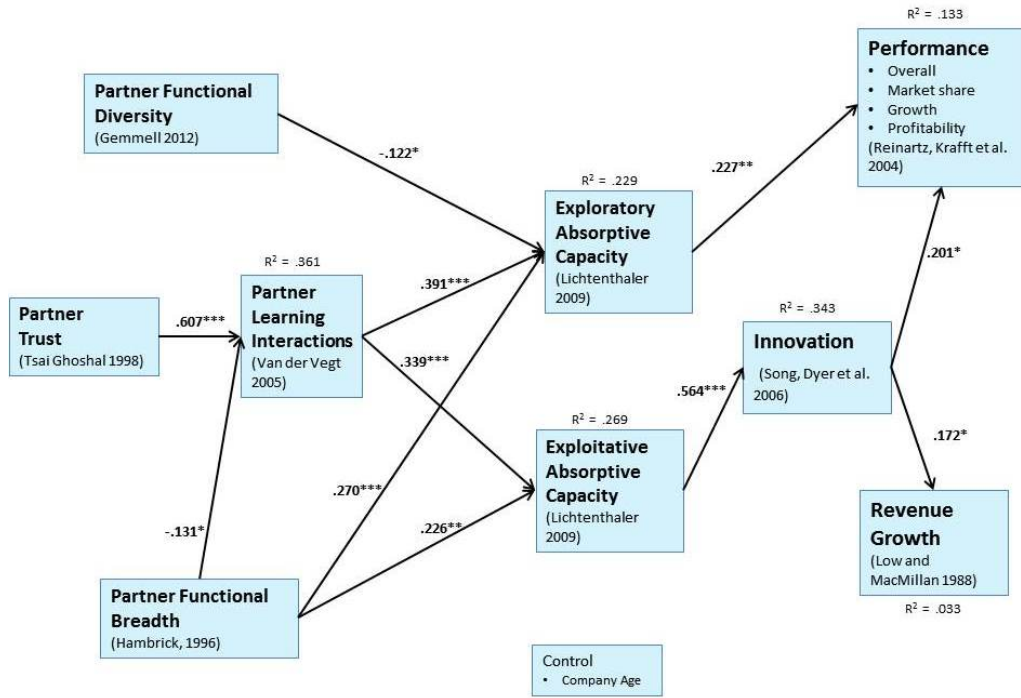 R² = .133
Performance
• Overall
• Market share
• Growth
• Profitability
(Reinartz, Krafft et al.
2004)
Partner Functional
Diversity
(Gemmell 2012)
-.122*
.227**
R² = .229
Exploratory
Absorptive
Capacity
(Lichtenthaler
2009)
R² = .361
Partner
Learning
Interactions
(Van der Vegt
2005)
.391***
.201*
Partner
Trust
(Tsai Ghoshal 1998)
.607***
R² = .343
Innovation
(Song, Dyer et al.
2006)
.339***
.564***
R² = .269
Exploitative
Absorptive
Capacity
(Lichtenthaler
2009)
.172*
.270***
.226**
-.131*
Revenue
Growth
(Low and
MacMillan 1988)
R² = .033
Partner Functional
Breadth
(Hambrick, 1996)
Control
• Company Age